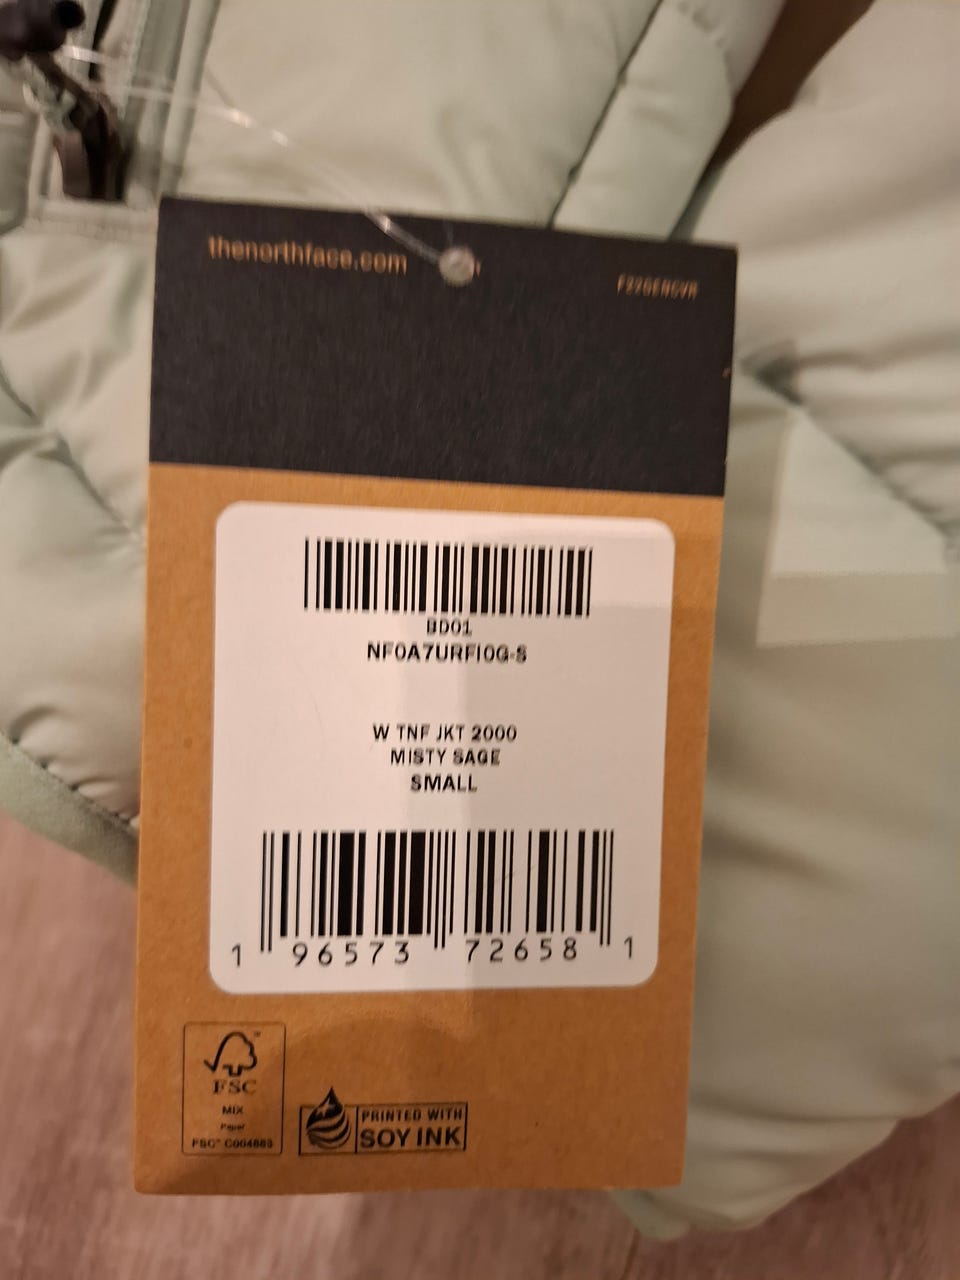 thenorthface.com
BD01
NF0A7URFI0G-S
W TNF JKT 2000
MISTY SAGE
SMALL
1 96573 72658 1
FSC
MIX
Paper
PRINTED WITH
SOY INK